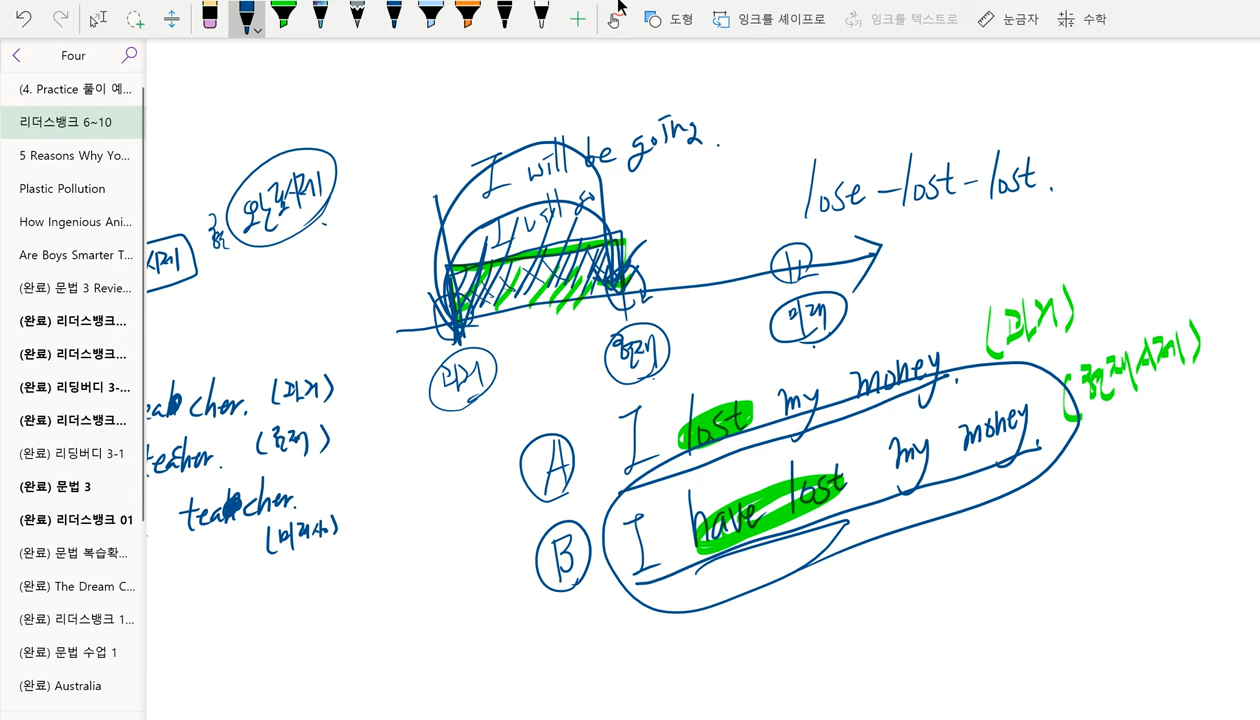 도형
잉크를 셰이프로
잉크를 텍스트로
눈금자
수학
Four
(4. Practice 풀이 예...
리더스뱅크 6~10
5 Reasons Why Yo...
Plastic Pollution
How Ingenious Ani...
Are Boys Smarter T...
(완료) 문법 3 Revie...
(완료) 리더스뱅크...
(완료) 리더스뱅크...
(완료) 리딩버디 3-...
(완료) 리더스뱅크...
(완료) 리딩버디 3-1
(완료) 문법 3
(완료) 리더스뱅크 01
(완료) 문법 복습확...
(완료) The Dream C...
(완료) 리더스뱅크 1...
(완료) 문법 수업 1
(완료) Australia
완료시제
시제
I will be going.
I will go
lose - lost - lost.
과거
현재
미래
cher. (과거)
teacher.
teacher.
(과거)
(현재시제)
A I lost my money.
B I have lost my money.